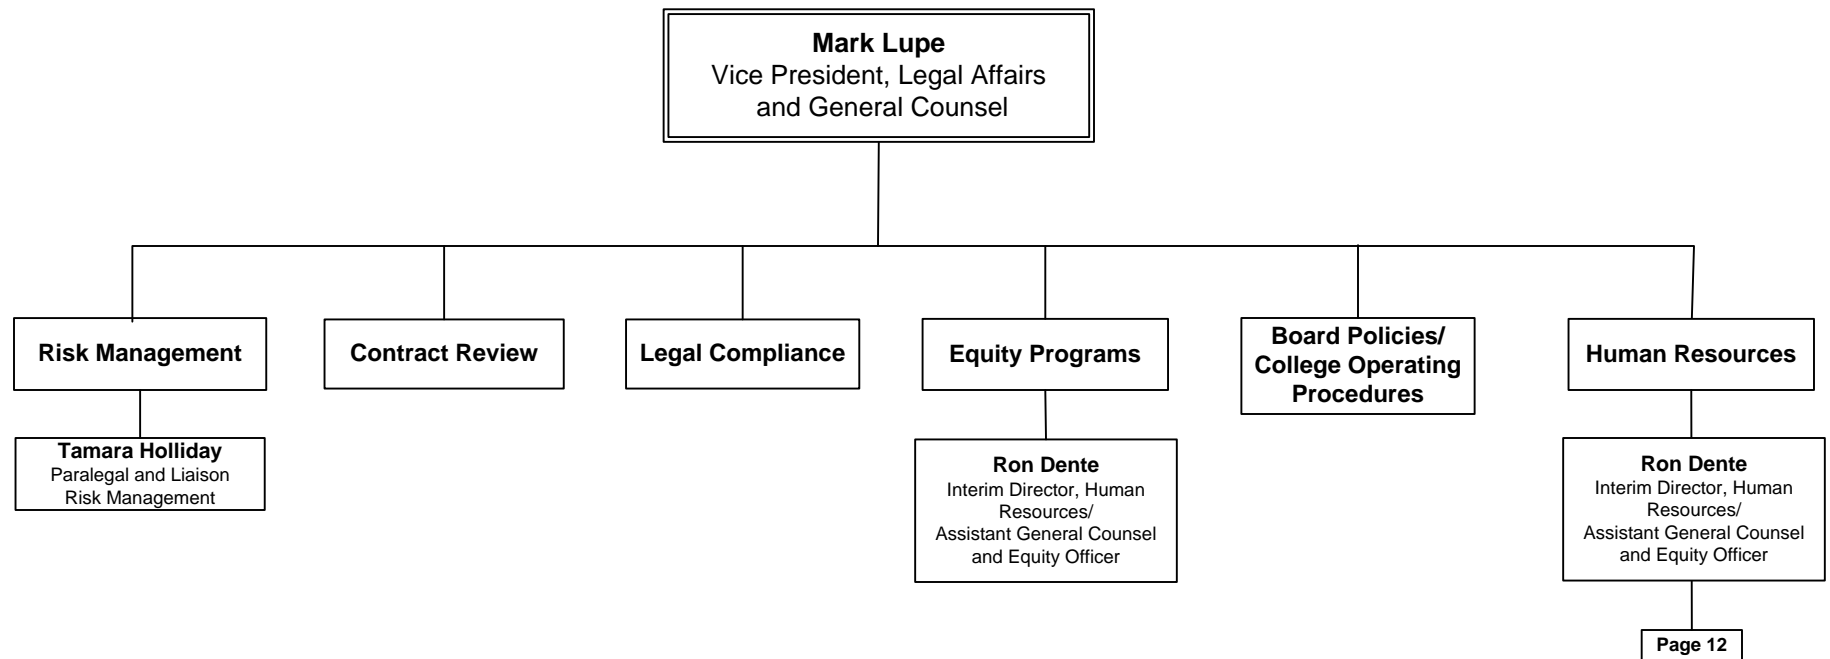 Mark Lupe
Vice President, Legal Affairs
and General Counsel
Risk Management
Contract Review
Legal Compliance
Equity Programs
Board Policies/
College Operating
Procedures
Human Resources
Tamara Holliday
Paralegal and Liaison
Risk Management
Ron Dente
Interim Director, Human
Resources/
Assistant General Counsel
and Equity Officer
Ron Dente
Interim Director, Human
Resources/
Assistant General Counsel
and Equity Officer
Page 12